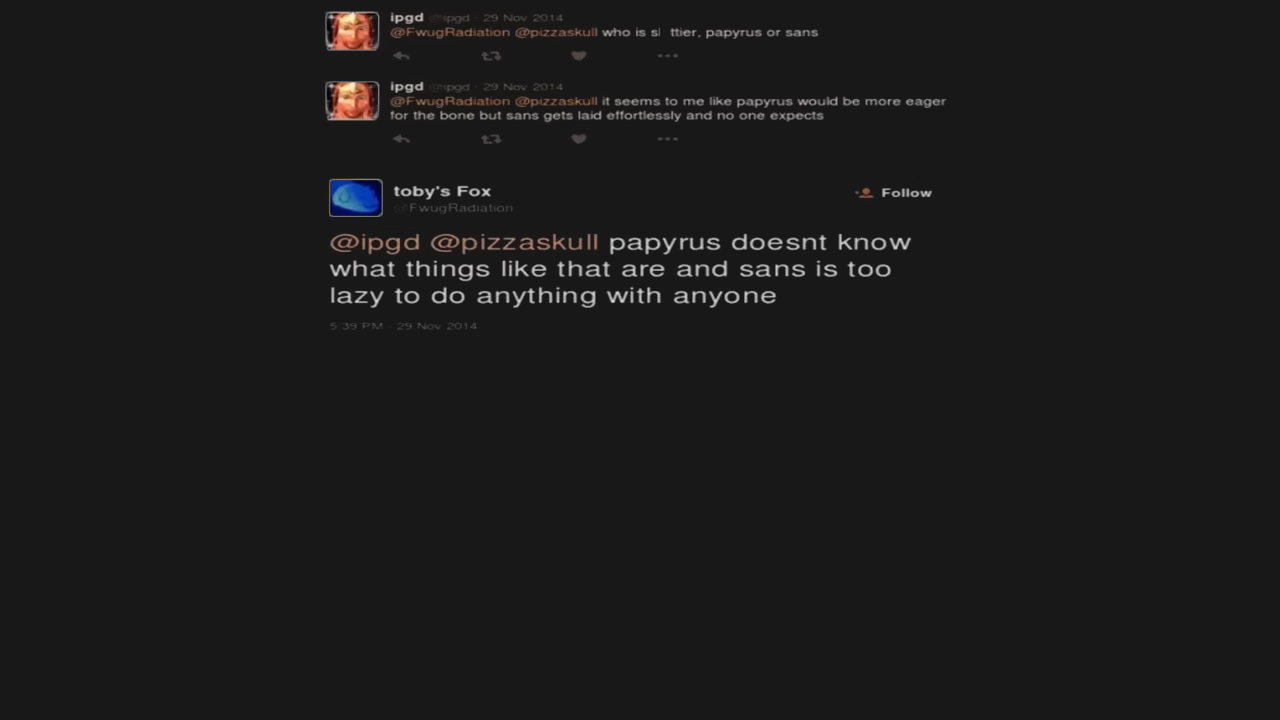 ipgd @ipgd · 29 Nov 2014
@FwugRadiation @pizzaskull who is sl ttier, papyrus or sans
ipgd @ipgd · 29 Nov 2014
@FwugRadiation @pizzaskull it seems to me like papyrus would be more eager
for the bone but sans gets laid effortlessly and no one expects
toby's Fox
Follow
@FwugRadiation
@ipgd @pizzaskull papyrus doesnt know
what things like that are and sans is too
lazy to do anything with anyone
5:39 PM 29 Nov 2014